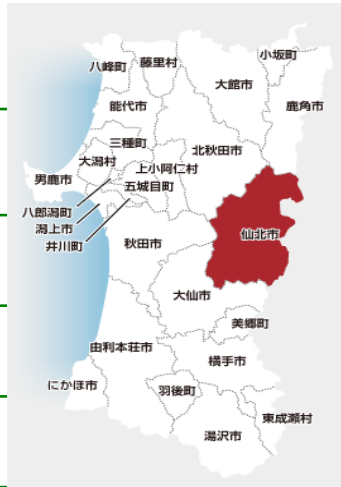 小坂町
八峰町
藤里村
大館市
鹿角市
能代市
三種町
北秋田市
大潟村
上小阿仁村
男鹿市
五城目町
八郎潟町
潟上市
井川町
秋田市
仙北市
大仙市
美郷町
由利本荘市
横手市
にかほ市
羽後町
東成瀬村
湯沢市